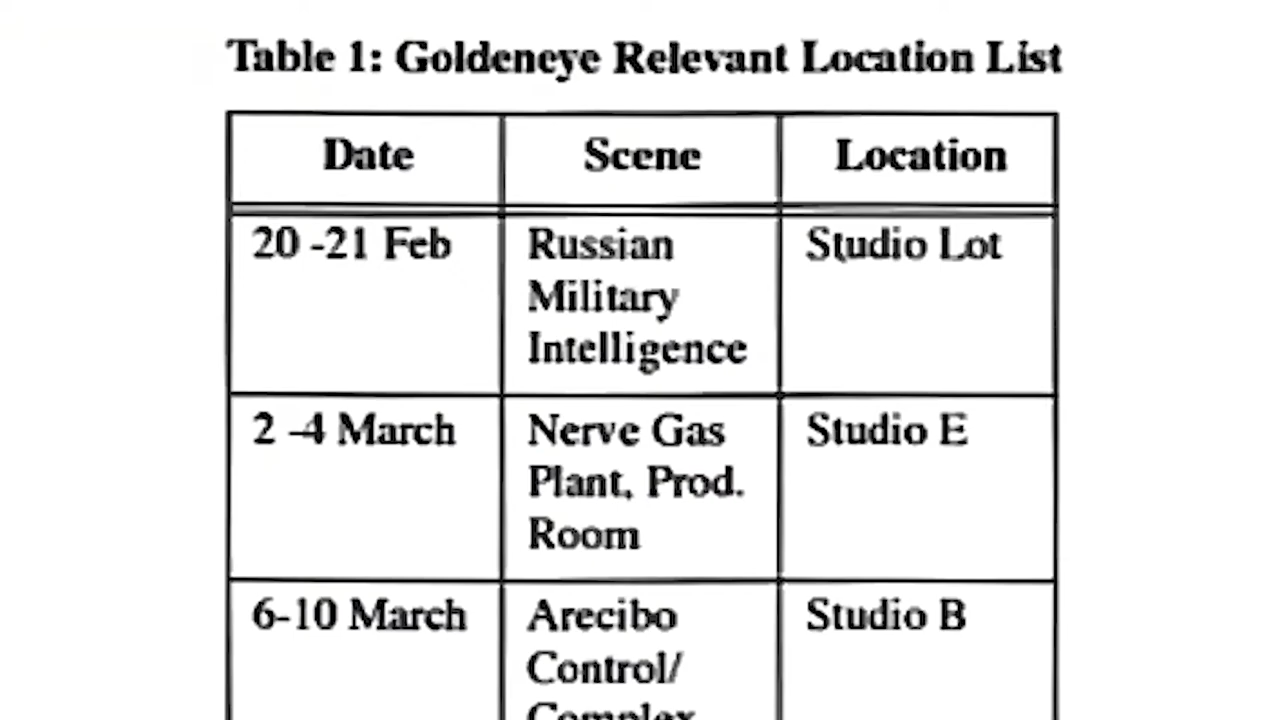 Table 1: Goldeneye Relevant Location List
Date Scene Location
20 -21 Feb Russian Studio Lot
Military
Intelligence
2 -4 March Nerve Gas Studio E
Plant, Prod.
Room
6-10 March Arecibo Studio B
Control/
Complex